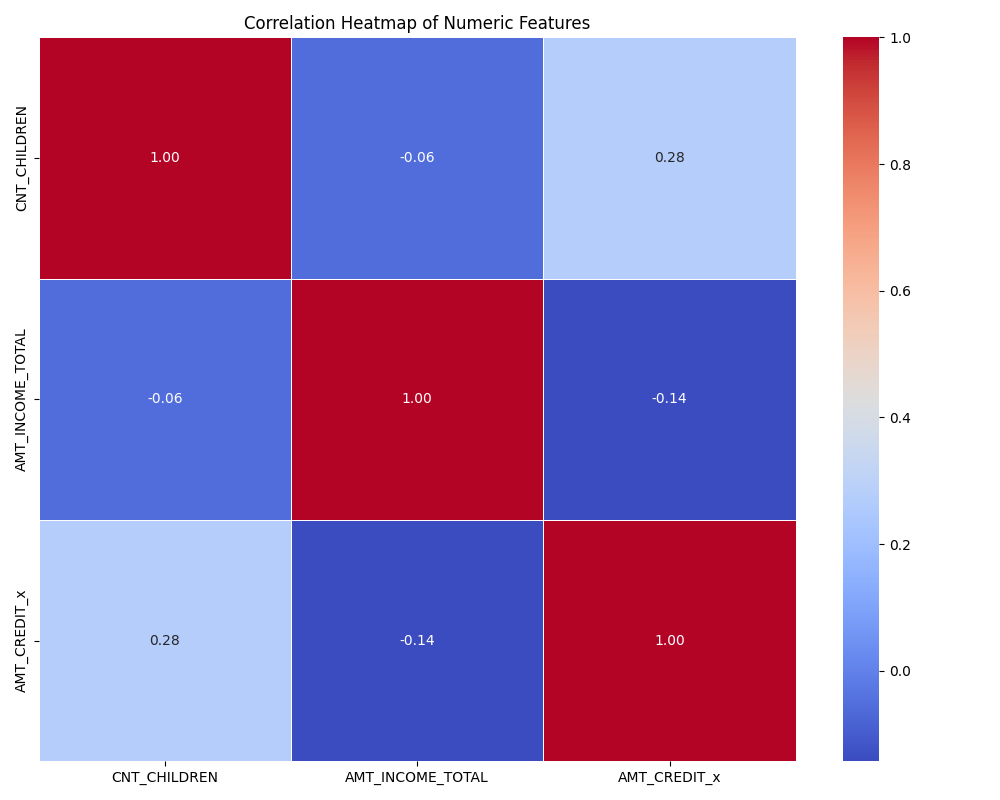 Correlation Heatmap of Numeric Features
CNT_CHILDREN
1.00
-0.06
0.28
AMT_INCOME_TOTAL
-0.06
1.00
-0.14
AMT_CREDIT_x
0.28
-0.14
1.00
CNT_CHILDREN
AMT_INCOME_TOTAL
AMT_CREDIT_x
1.0
0.8
0.6
0.4
0.2
0.0